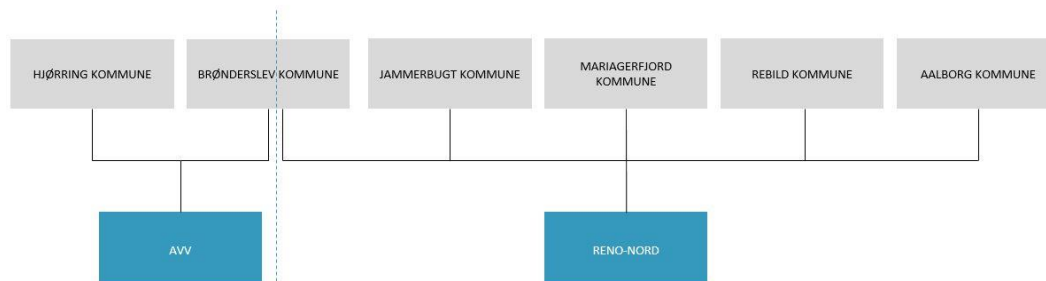 HJØRRING KOMMUNE
BRØNDERSLEV KOMMUNE
JAMMERBUGT KOMMUNE
MARIAGERFJORD
KOMMUNE
REBILD KOMMUNE
AALBORG KOMMUNE
AVV
RENO-NORD